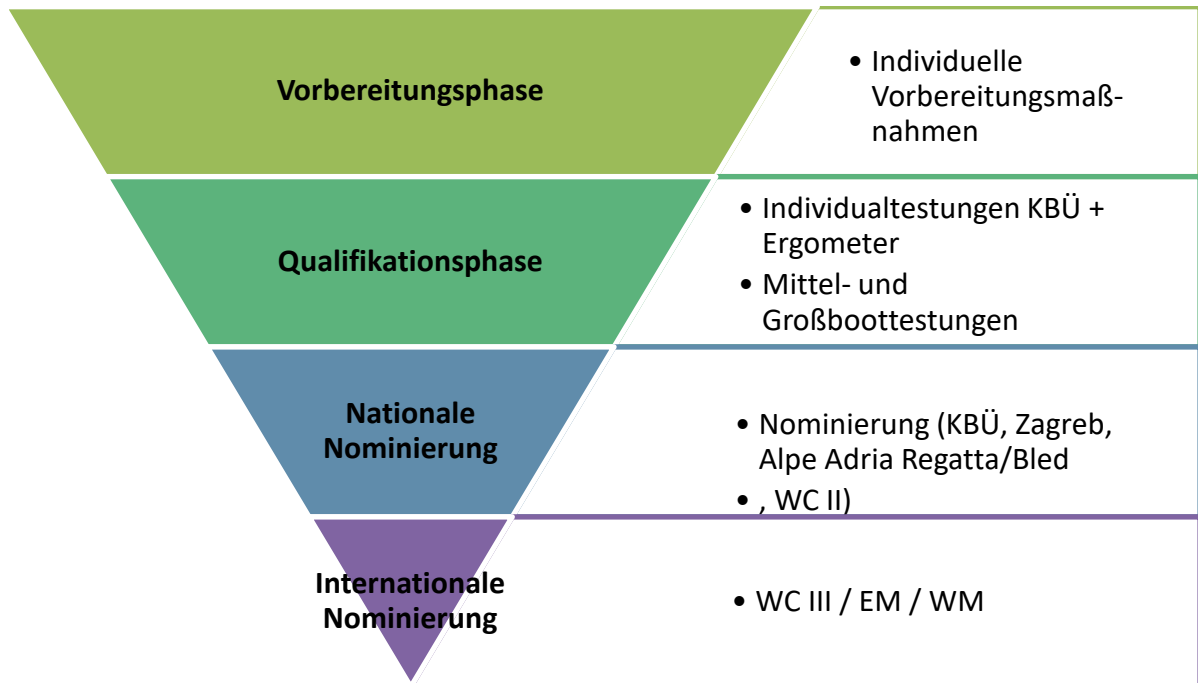 Vorbereitungsphase
• Individuelle
Vorbereitungsmaß-
nahmen
Qualifikationsphase
• Individualtestungen KBÜ +
Ergometer
• Mittel- und
Großboottestungen
Nationale
Nominierung
• Nominierung (KBÜ, Zagreb,
Alpe Adria Regatta/Bled
• , WC II)
Internationale
Nominierung
• WC III / EM / WM